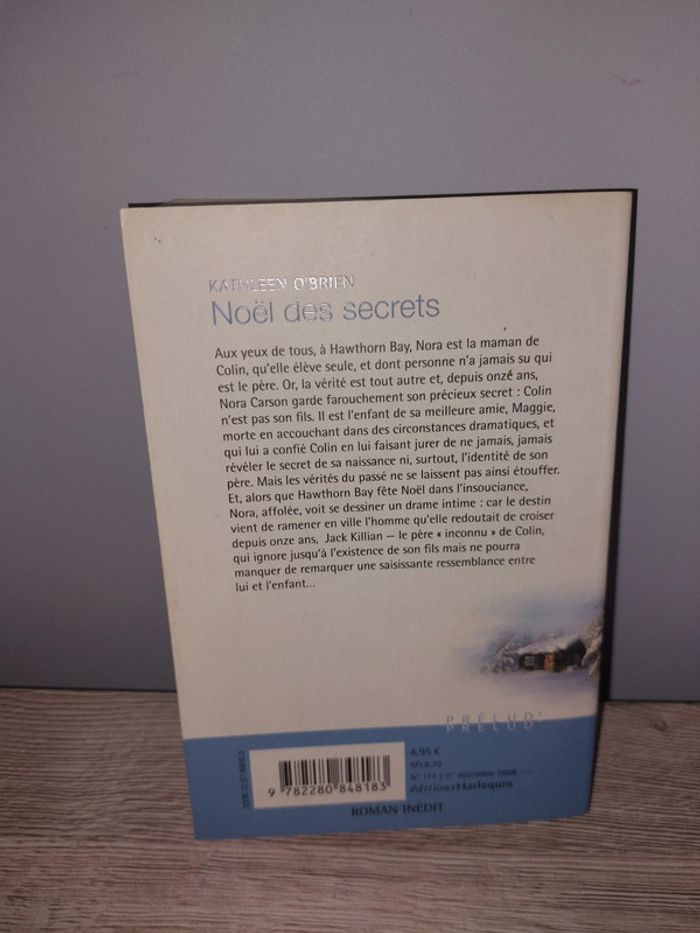 KATHLEEN O'BRIEN
Noël des secrets
Aux yeux de tous, à Hawthorn Bay, Nora est la maman de
Colin, qu'elle élève seule, et dont personne n'a jamais su qui
est le père. Or, la vérité est tout autre et, depuis onze ans,
Nora Carson garde farouchement son précieux secret : Colin
n'est pas son fils. Il est l'enfant de sa meilleure amie, Maggie,
morte en accouchant dans des circonstances dramatiques, et
qui lui a confié Colin en lui faisant jurer de ne jamais, jamais
révéler le secret de sa naissance ni, surtout, l'identité de son
père. Mais les vérités du passé ne se laissent pas ainsi étouffer.
Et, alors que Hawthorn Bay fête Noël dans l'insouciance,
Nora, affolée, voit se dessiner un drame intime : car le destin
vient de ramener en ville l'homme qu'elle redoutait de croiser
depuis onze ans, Jack Killian — le père « inconnu » de Colin,
qui ignore jusqu'à l'existence de son fils mais ne pourra
manquer de remarquer une saisissante ressemblance entre
lui et l'enfant...
PRÉLUD'
PRÉLUD'
4,95 €
N° 113 / 1er décembre 2008
éditionsHarlequin
9 782280 848183
ROMAN INÉDIT